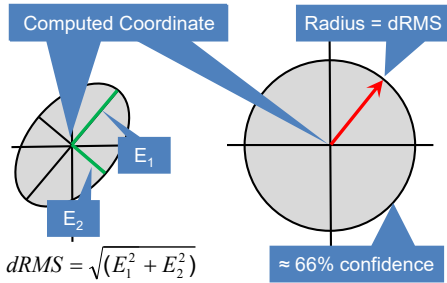 Computed Coordinate
Radius = dRMS
E₁
E₂
dRMS = √(E₁² + E₂²)
≈ 66% confidence